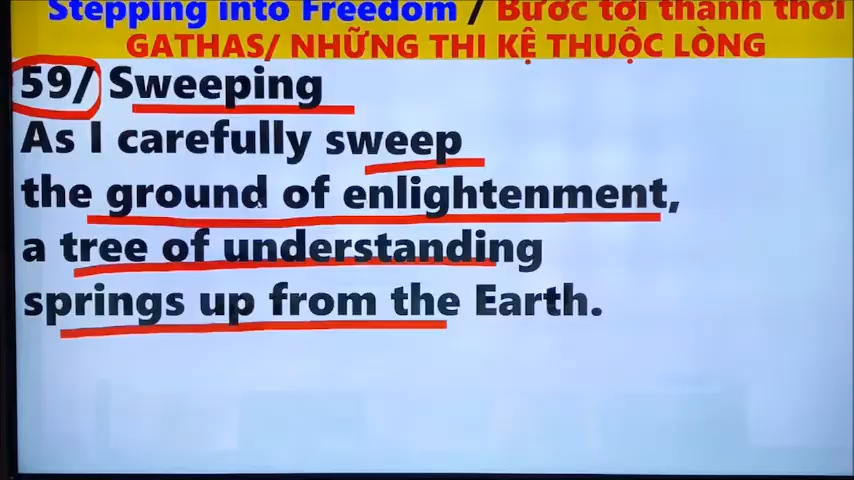 Stepping into Freedom / Bước tới thảnh thơi
GATHAS/ NHỮNG THI KỆ THUỘC LÒNG
59/ Sweeping
As I carefully sweep
the ground of enlightenment,
a tree of understanding
springs up from the Earth.